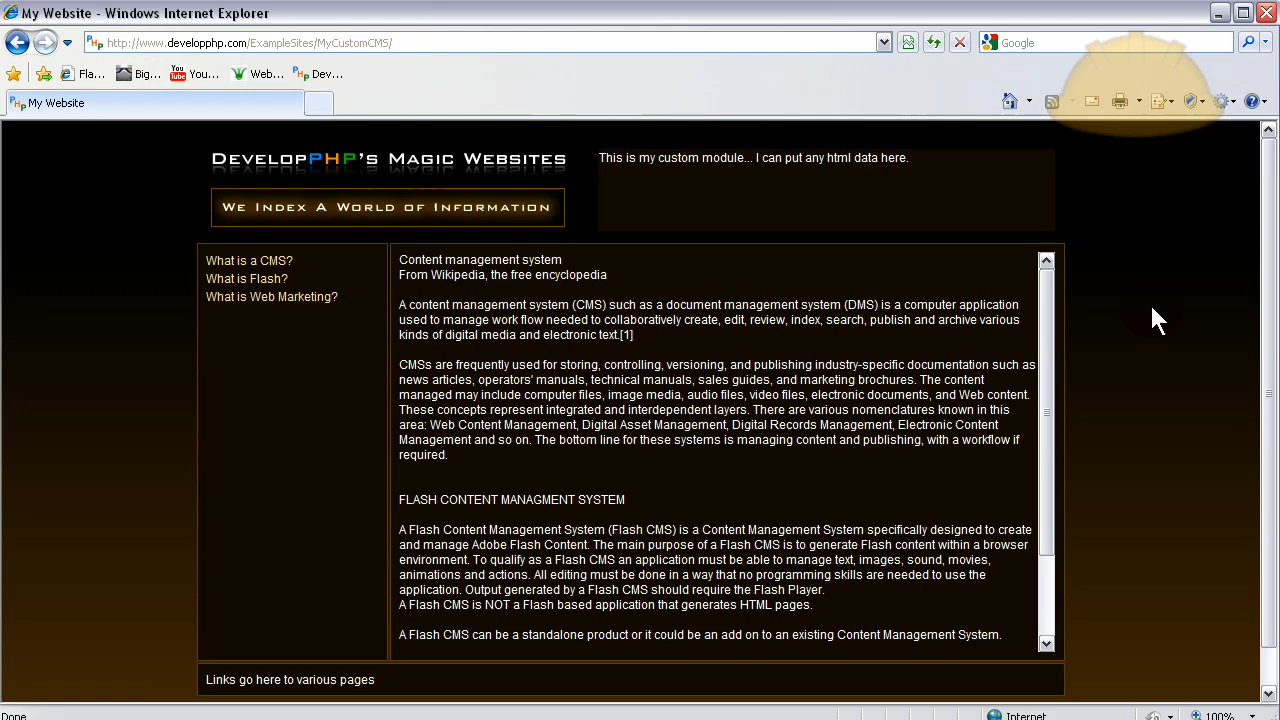 My Website - Windows Internet Explorer
http://www.developphp.com/ExampleSites/MyCustomCMS/
Google
Fla... Big... You Tube You... Web... PHP Dev...
PHP My Website
DevelopPHP's Magic Websites
We Index A World of Information
This is my custom module... I can put any html data here.
What is a CMS?
What is Flash?
What is Web Marketing?
Content management system
From Wikipedia, the free encyclopedia
A content management system (CMS) such as a document management system (DMS) is a computer application
used to manage work flow needed to collaboratively create, edit, review, index, search, publish and archive various
kinds of digital media and electronic text.[1]
CMSs are frequently used for storing, controlling, versioning, and publishing industry-specific documentation such as
news articles, operators' manuals, technical manuals, sales guides, and marketing brochures. The content
managed may include computer files, image media, audio files, video files, electronic documents, and Web content.
These concepts represent integrated and interdependent layers. There are various nomenclatures known in this
area: Web Content Management, Digital Asset Management, Digital Records Management, Electronic Content
Management and so on. The bottom line for these systems is managing content and publishing, with a workflow if
required.
FLASH CONTENT MANAGMENT SYSTEM
A Flash Content Management System (Flash CMS) is a Content Management System specifically designed to create
and manage Adobe Flash Content. The main purpose of a Flash CMS is to generate Flash content within a browser
environment. To qualify as a Flash CMS an application must be able to manage text, images, sound, movies,
animations and actions. All editing must be done in a way that no programming skills are needed to use the
application. Output generated by a Flash CMS should require the Flash Player.
A Flash CMS is NOT a Flash based application that generates HTML pages.
A Flash CMS can be a standalone product or it could be an add on to an existing Content Management System.
Links go here to various pages
Done
Internet
100%